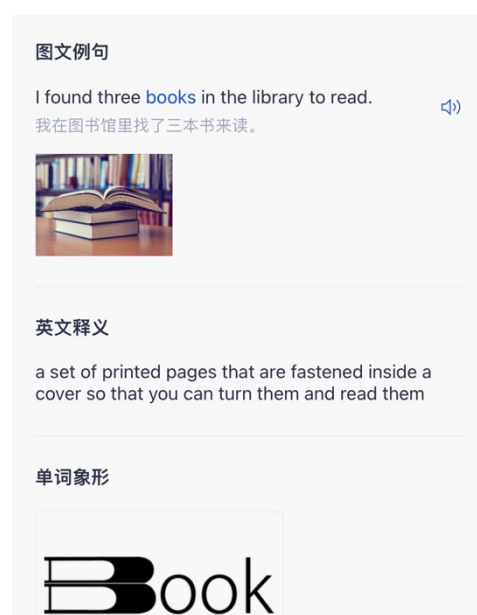 图文例句
I found three books in the library to read.
我在图书馆里找了三本书来读。
英文释义
a set of printed pages that are fastened inside a
cover so that you can turn them and read them
单词象形
Book